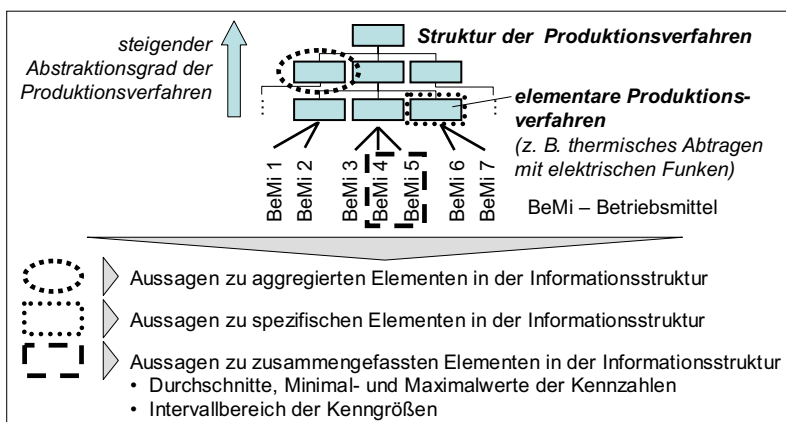 steigender
Abstraktionsgrad der
Produktionsverfahren
Struktur der Produktionsverfahren
elementare Produktions-
verfahren
(z. B. thermisches Abtragen
mit elektrischen Funken)
BeMi 1
BeMi 2
BeMi 3
BeMi 4
BeMi 5
BeMi 6
BeMi 7
BeMi – Betriebsmittel
Aussagen zu aggregierten Elementen in der Informationsstruktur
Aussagen zu spezifischen Elementen in der Informationsstruktur
Aussagen zu zusammengefassten Elementen in der Informationsstruktur
• Durchschnitte, Minimal- und Maximalwerte der Kennzahlen
• Intervallbereich der Kenngrößen